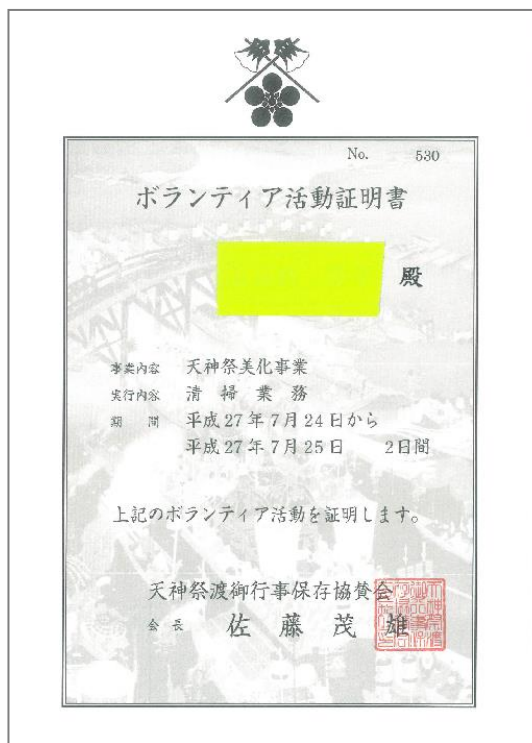 No. 530
ボランティア活動証明書
殿
事業内容 天神祭美化事業
実行内容 清掃業務
期間 平成27年7月24日から
平成27年7月25日 2日間
上記のボランティア活動を証明します。
天神祭渡御行事保存協賛会
会長 佐藤茂雄